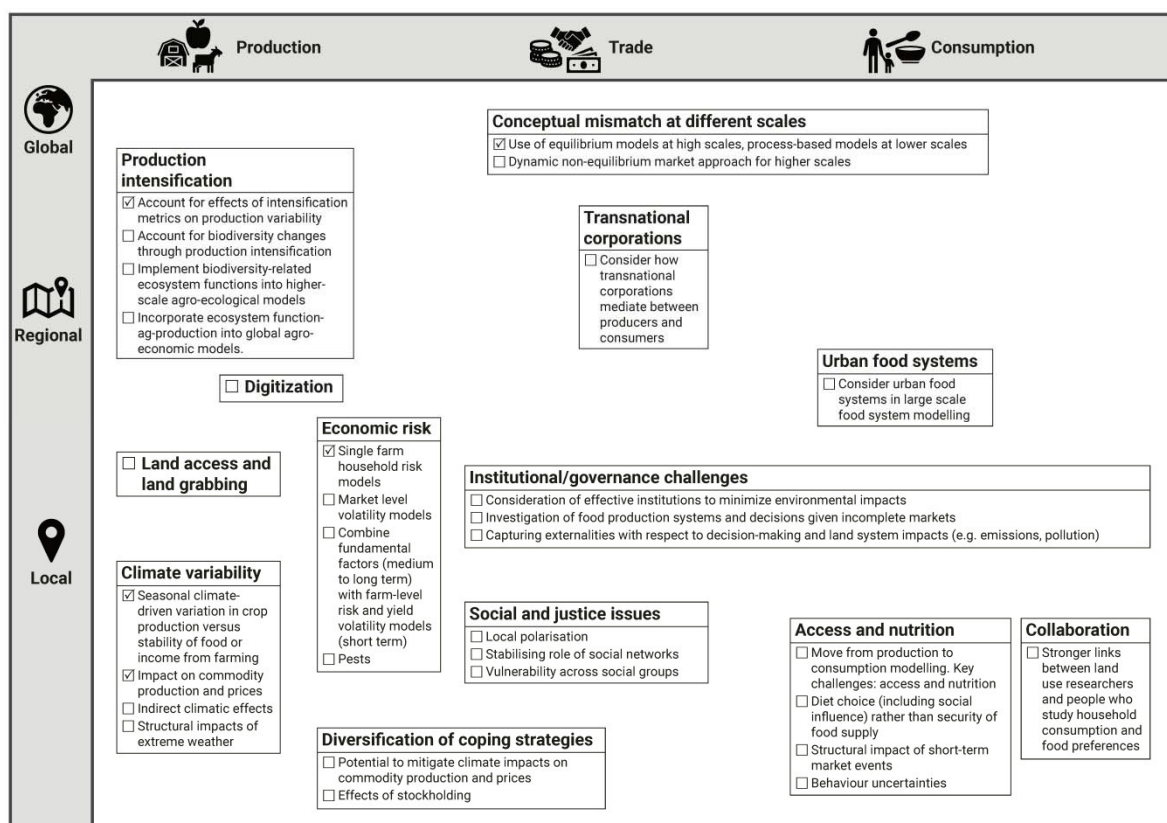 Production
Trade
Consumption
Global
Regional
Local
Conceptual mismatch at different scales
☑ Use of equilibrium models at high scales, process-based models at lower scales
☐ Dynamic non-equilibrium market approach for higher scales
Production
intensification
☑ Account for effects of intensification
metrics on production variability
☐ Account for biodiversity changes
through production intensification
☐ Implement biodiversity-related
ecosystem functions into higher-
scale agro-ecological models
☐ Incorporate ecosystem function-
ag-production into global agro-
economic models.
Transnational
corporations
☐ Consider how
transnational
corporations
mediate between
producers and
consumers
Urban food systems
☐ Consider urban food
systems in large scale
food system modelling
☐ Digitization
Economic risk
☑ Single farm
household risk
models
☐ Market level
volatility models
☐ Combine
fundamental
factors (medium
to long term)
with farm-level
risk and yield
volatility models
(short term)
☐ Pests
☐ Land access and
land grabbing
Institutional/governance challenges
☐ Consideration of effective institutions to minimize environmental impacts
☐ Investigation of food production systems and decisions given incomplete markets
☐ Capturing externalities with respect to decision-making and land system impacts (e.g. emissions, pollution)
Climate variability
☑ Seasonal climate-
driven variation in crop
production versus
stability of food or
income from farming
☑ Impact on commodity
production and prices
☐ Indirect climatic effects
☐ Structural impacts of
extreme weather
Social and justice issues
☐ Local polarisation
☐ Stabilising role of social networks
☐ Vulnerability across social groups
Access and nutrition
☐ Move from production to
consumption modelling. Key
challenges: access and nutrition
☐ Diet choice (including social
influence) rather than security of
food supply
☐ Structural impact of short-term
market events
☐ Behaviour uncertainties
Collaboration
☐ Stronger links
between land
use researchers
and people who
study household
consumption and
food preferences
Diversification of coping strategies
☐ Potential to mitigate climate impacts on
commodity production and prices
☐ Effects of stockholding